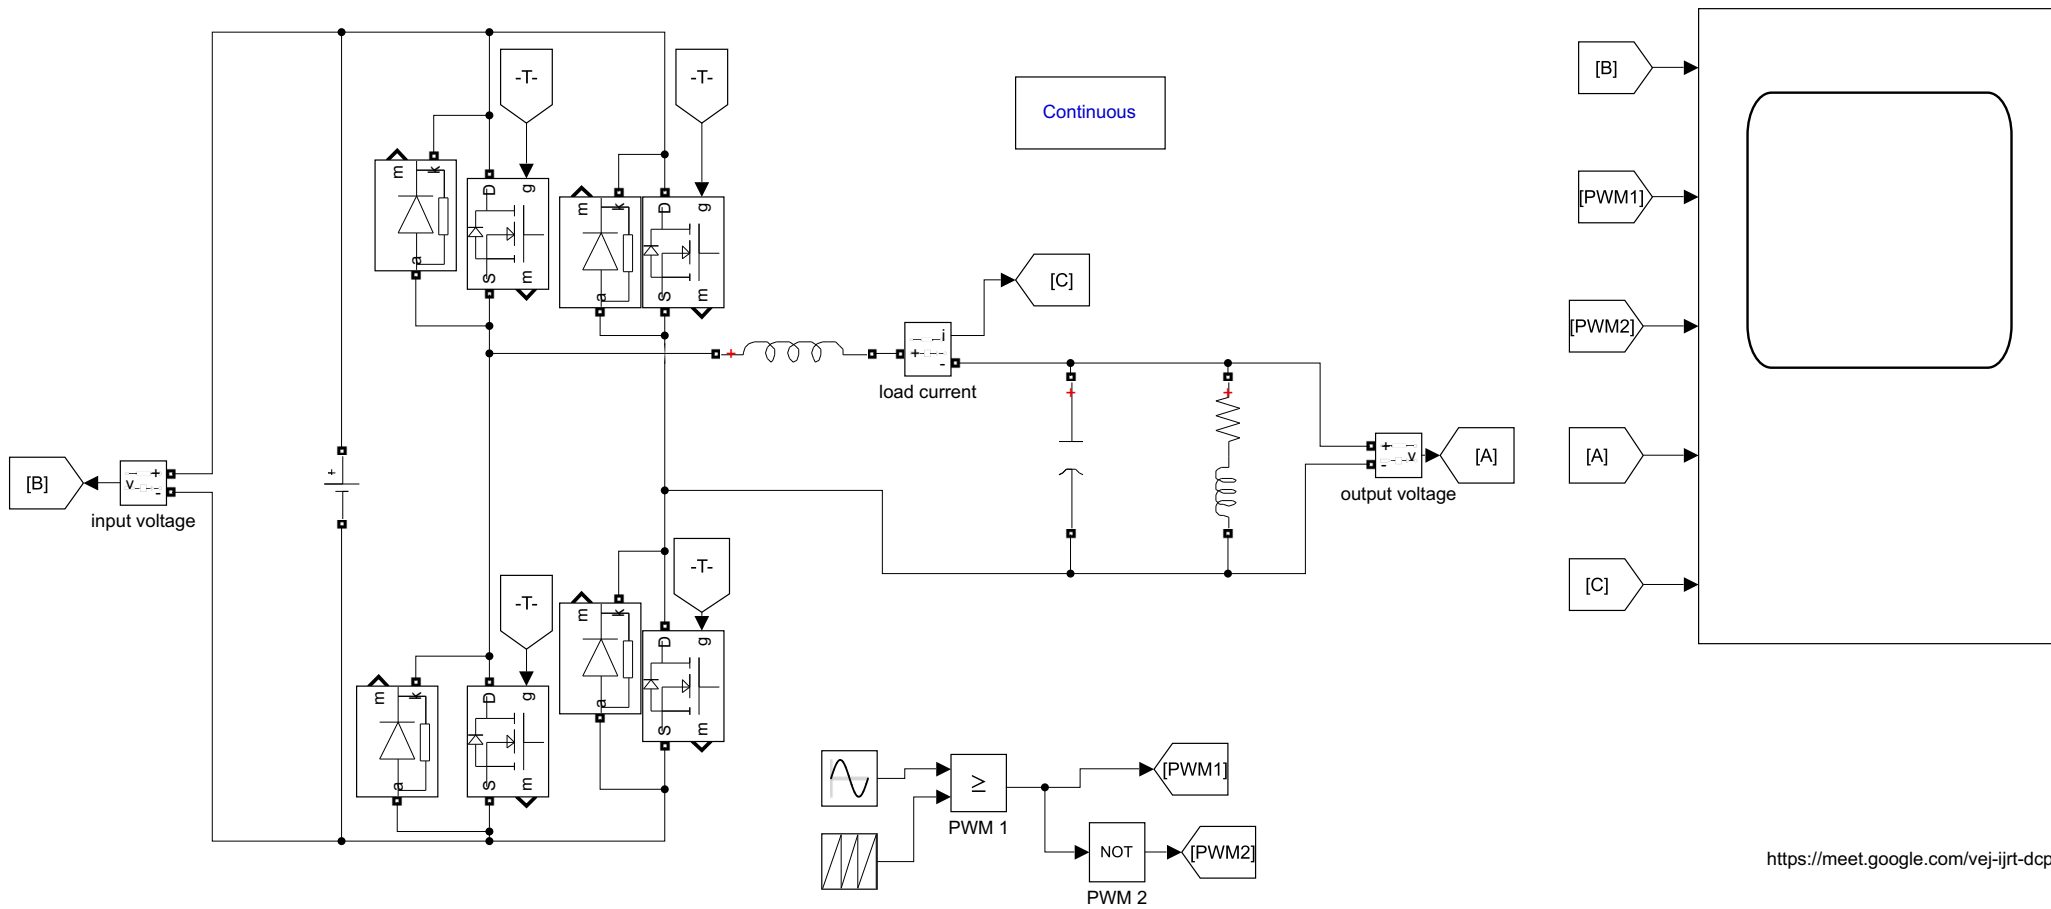 -T-
-T-
Continuous
[B]
m
k
D
g
a
S
m
m
k
D
g
a
S
m
[PWM1]
[C]
i
+
-
load current
[PWM2]
+
+
+
[B]
v
+
-
input voltage
+
+
-
v
[A]
output voltage
[A]
-T-
-T-
[C]
m
k
D
g
a
S
m
m
k
D
g
a
S
m
≥
PWM 1
[PWM1]
NOT
PWM 2
[PWM2]
https://meet.google.com/vej-ijrt-dcp